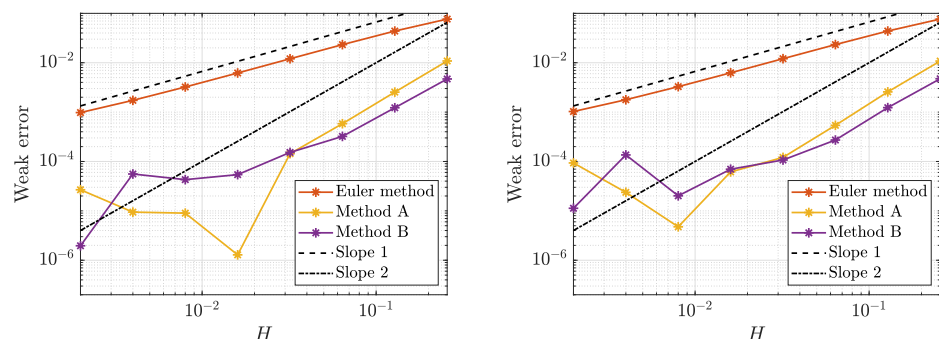 Weak error
10⁻²
10⁻⁴
10⁻⁶
Euler method
Method A
Method B
Slope 1
Slope 2
10⁻²
10⁻¹
H
Weak error
10⁻²
10⁻⁴
10⁻⁶
Euler method
Method A
Method B
Slope 1
Slope 2
10⁻²
10⁻¹
H